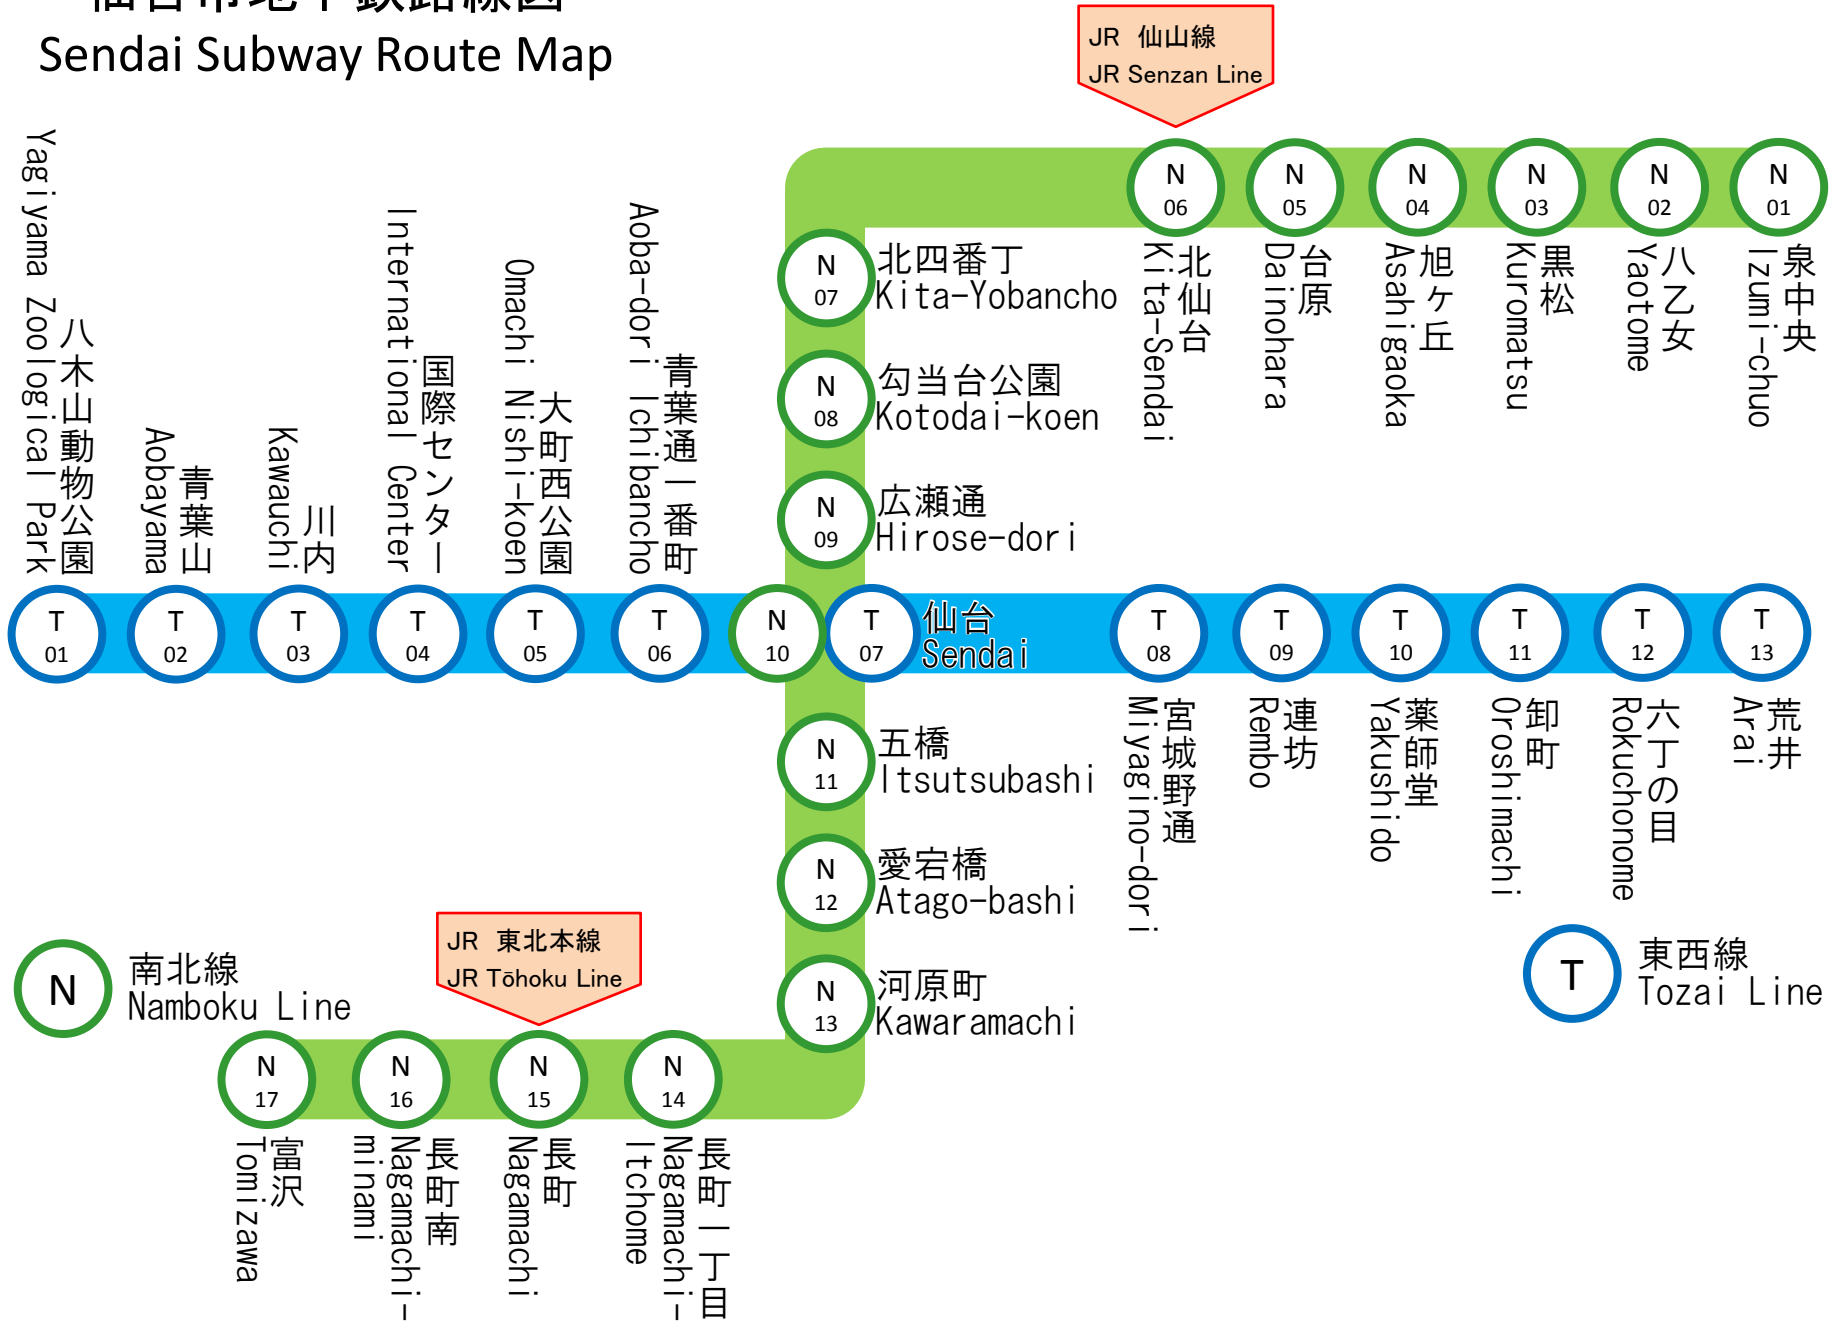 仙台市地下鉄路線図
Sendai Subway Route Map
JR 仙山線
JR Senzan Line
N
06
北仙台
Kita-Sendai
N
05
台原
Dainohara
N
04
旭ヶ丘
Asahigaoka
N
03
黒松
Kuromatsu
N
02
八乙女
Yaotome
N
01
泉中央
Izumi-chuo
N
07
北四番丁
Kita-Yobancho
N
08
勾当台公園
Kotodai-koen
N
09
広瀬通
Hirose-dori
八木山動物公園
Yagiyama Zoological Park
T
01
青葉山
Aobayama
T
02
川内
Kawauchi
T
03
国際センター
International Center
T
04
大町西公園
Omachi Nishi-koen
T
05
青葉通一番町
Aoba-dori Ichibancho
T
06
N
10
T
07
仙台
Sendai
T
08
宮城野通
Miyagino-dori
T
09
連坊
Rembo
T
10
薬師堂
Yakushido
T
11
卸町
Oroshimachi
T
12
六丁の目
Rokuchonome
T
13
荒井
Arai
N
11
五橋
Itsutsubashi
N
12
愛宕橋
Atago-bashi
N
13
河原町
Kawaramachi
JR 東北本線
JR Tōhoku Line
N
南北線
Namboku Line
T
東西線
Tozai Line
N
17
富沢
Tomizawa
N
16
長町南
Nagamachi-
minami
N
15
長町
Nagamachi
N
14
長町一丁目
Nagamachi-
Itchome